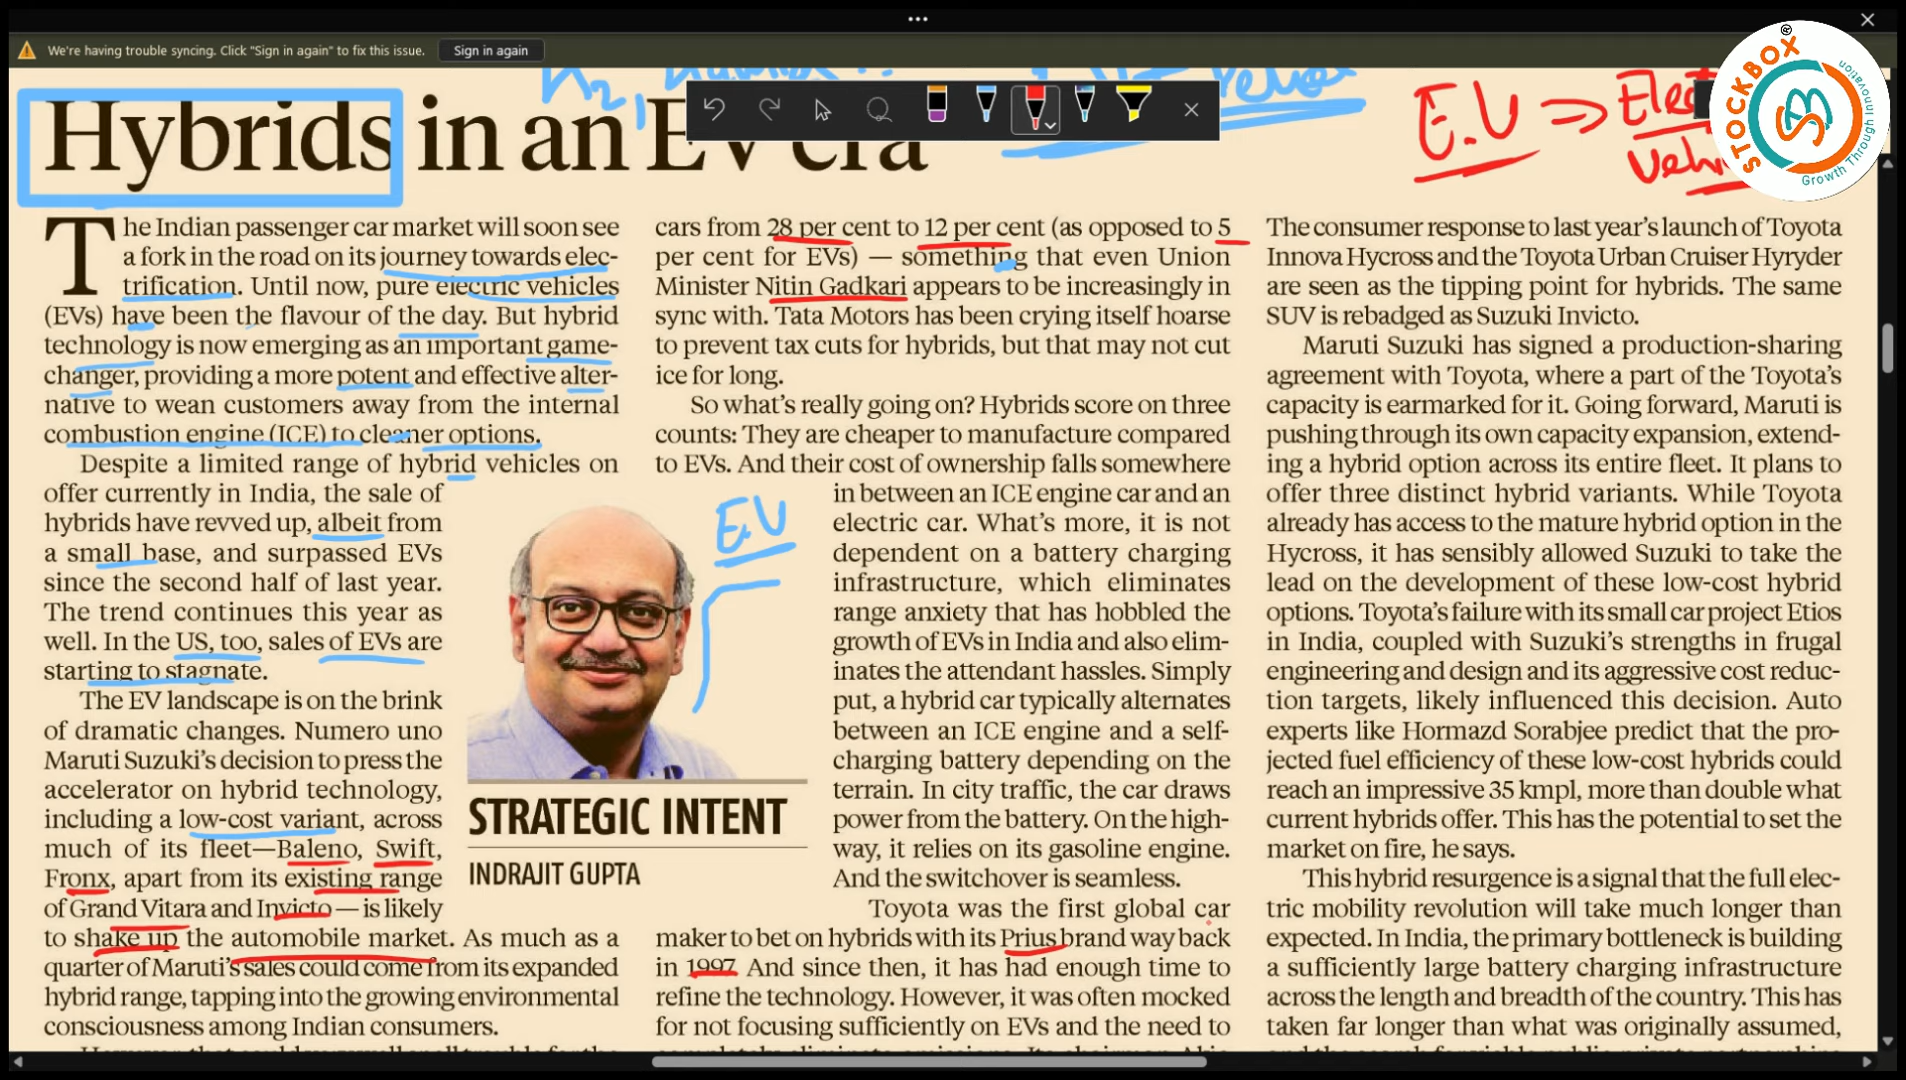 We're having trouble syncing. Click "Sign in again" to fix this issue.
Sign in again
STOCKBOX
®
Growth Through Innovation
E.V => Elect
Vehi
Hybrids in an EV era
The Indian passenger car market will soon see
a fork in the road on its journey towards elec-
trification. Until now, pure electric vehicles
(EVs) have been the flavour of the day. But hybrid
technology is now emerging as an important game-
changer, providing a more potent and effective alter-
native to wean customers away from the internal
combustion engine (ICE) to cleaner options.
Despite a limited range of hybrid vehicles on
offer currently in India, the sale of
hybrids have revved up, albeit from
a small base, and surpassed EVs
since the second half of last year.
The trend continues this year as
well. In the US, too, sales of EVs are
starting to stagnate.
The EV landscape is on the brink
of dramatic changes. Numero uno
Maruti Suzuki's decision to press the
accelerator on hybrid technology,
including a low-cost variant, across
much of its fleet—Baleno, Swift,
Fronx, apart from its existing range
of Grand Vitara and Invicto — is likely
to shake up the automobile market. As much as a
quarter of Maruti's sales could come from its expanded
hybrid range, tapping into the growing environmental
consciousness among Indian consumers.
E.V
STRATEGIC INTENT
INDRAJIT GUPTA
cars from 28 per cent to 12 per cent (as opposed to 5
per cent for EVs) — something that even Union
Minister Nitin Gadkari appears to be increasingly in
sync with. Tata Motors has been crying itself hoarse
to prevent tax cuts for hybrids, but that may not cut
ice for long.
So what's really going on? Hybrids score on three
counts: They are cheaper to manufacture compared
to EVs. And their cost of ownership falls somewhere
in between an ICE engine car and an
electric car. What's more, it is not
dependent on a battery charging
infrastructure, which eliminates
range anxiety that has hobbled the
growth of EVs in India and also elim-
inates the attendant hassles. Simply
put, a hybrid car typically alternates
between an ICE engine and a self-
charging battery depending on the
terrain. In city traffic, the car draws
power from the battery. On the high-
way, it relies on its gasoline engine.
And the switchover is seamless.
Toyota was the first global car
maker to bet on hybrids with its Prius brand way back
in 1997. And since then, it has had enough time to
refine the technology. However, it was often mocked
for not focusing sufficiently on EVs and the need to
The consumer response to last year's launch of Toyota
Innova Hycross and the Toyota Urban Cruiser Hyryder
are seen as the tipping point for hybrids. The same
SUV is rebadged as Suzuki Invicto.
Maruti Suzuki has signed a production-sharing
agreement with Toyota, where a part of the Toyota's
capacity is earmarked for it. Going forward, Maruti is
pushing through its own capacity expansion, extend-
ing a hybrid option across its entire fleet. It plans to
offer three distinct hybrid variants. While Toyota
already has access to the mature hybrid option in the
Hycross, it has sensibly allowed Suzuki to take the
lead on the development of these low-cost hybrid
options. Toyota's failure with its small car project Etios
in India, coupled with Suzuki's strengths in frugal
engineering and design and its aggressive cost reduc-
tion targets, likely influenced this decision. Auto
experts like Hormazd Sorabjee predict that the pro-
jected fuel efficiency of these low-cost hybrids could
reach an impressive 35 kmpl, more than double what
current hybrids offer. This has the potential to set the
market on fire, he says.
This hybrid resurgence is a signal that the full elec-
tric mobility revolution will take much longer than
expected. In India, the primary bottleneck is building
a sufficiently large battery charging infrastructure
across the length and breadth of the country. This has
taken far longer than what was originally assumed,